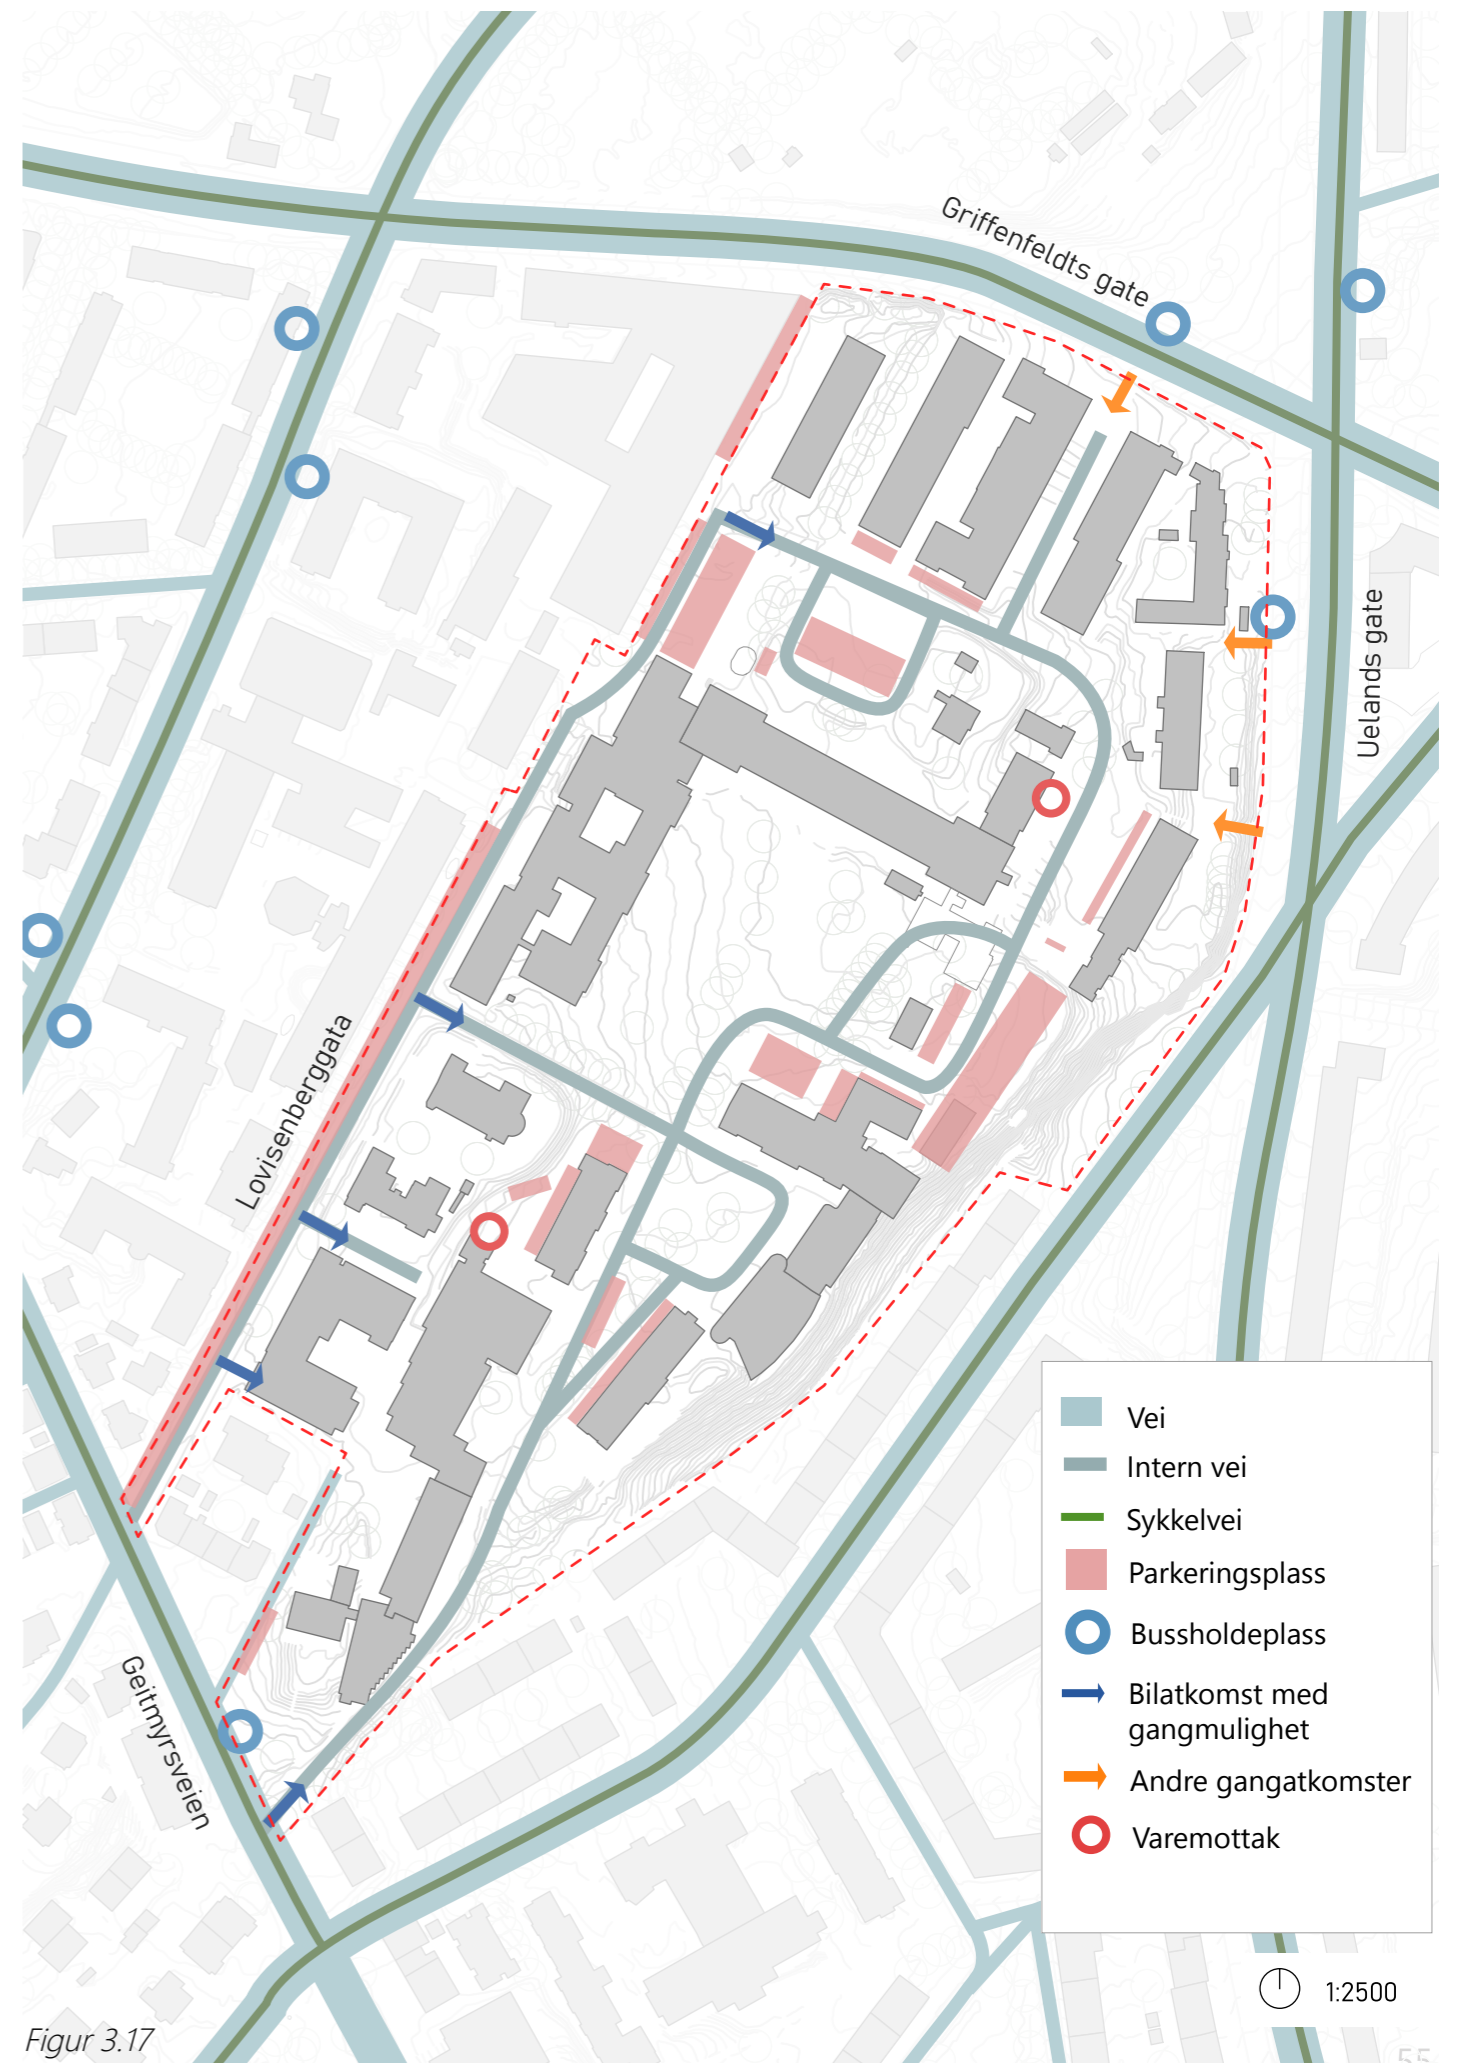 Griffenfeldts gate
Uelands gate
Lovisenberggata
Geitmyrsveien
Vei
Intern vei
Sykkelvei
Parkeringsplass
Bussholdeplass
Bilatkomst med
gangmulighet
Andre gangatkomster
Varemottak
1:2500
Figur 3.17
55